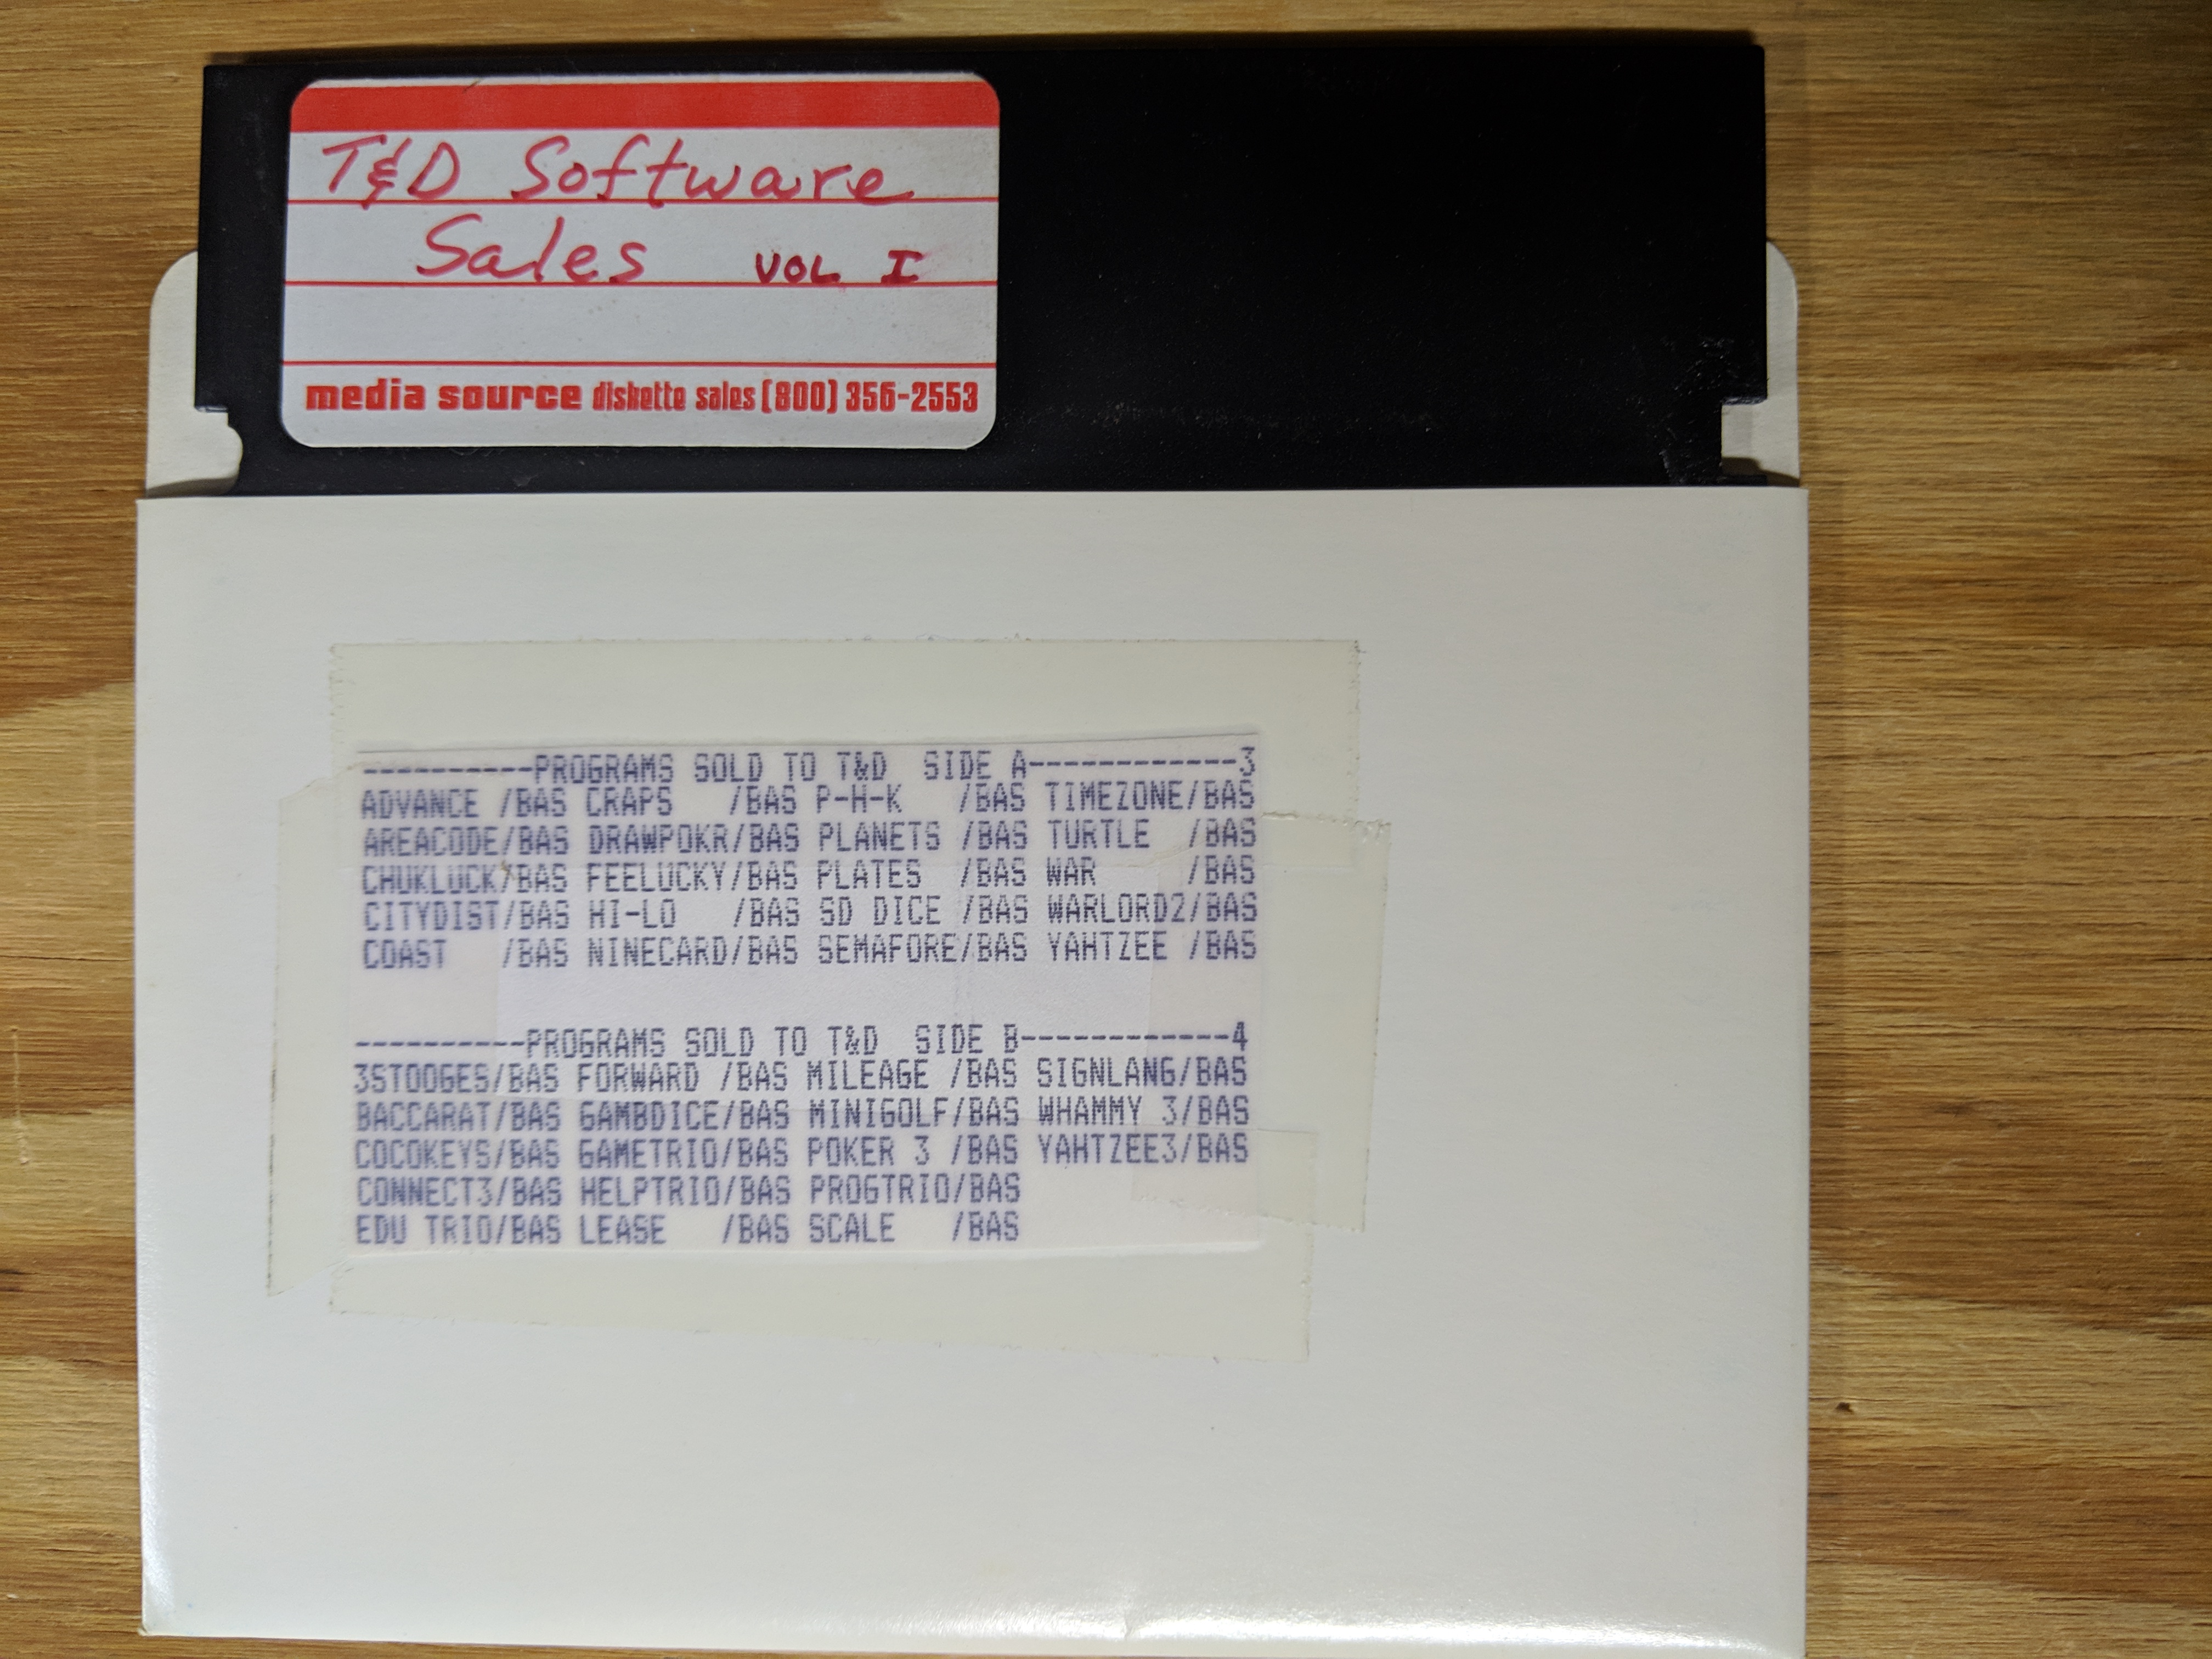 T&D Software
Sales VOL I
media source diskette sales (800) 356-2553
----------PROGRAMS SOLD TO T&D  SIDE A------------3
ADVANCE /BAS CRAPS   /BAS P-H-K   /BAS TIMEZONE/BAS
AREACODE/BAS DRAWPOKR/BAS PLANETS /BAS TURTLE  /BAS
CHUKLUCK/BAS FEELUCKY/BAS PLATES  /BAS WAR     /BAS
CITYDIST/BAS HI-LO   /BAS SD DICE /BAS WARLORD2/BAS
COAST   /BAS NINECARD/BAS SEMAFORE/BAS YAHTZEE /BAS
----------PROGRAMS SOLD TO T&D  SIDE B------------4
3STOOGES/BAS FORWARD /BAS MILEAGE /BAS SIGNLANG/BAS
BACCARAT/BAS GAMBDICE/BAS MINIGOLF/BAS WHAMMY 3/BAS
COCOKEYS/BAS GAMETRIO/BAS POKER 3 /BAS YAHTZEE3/BAS
CONNECT3/BAS HELPTRIO/BAS PROGTRIO/BAS
EDU TRIO/BAS LEASE   /BAS SCALE   /BAS